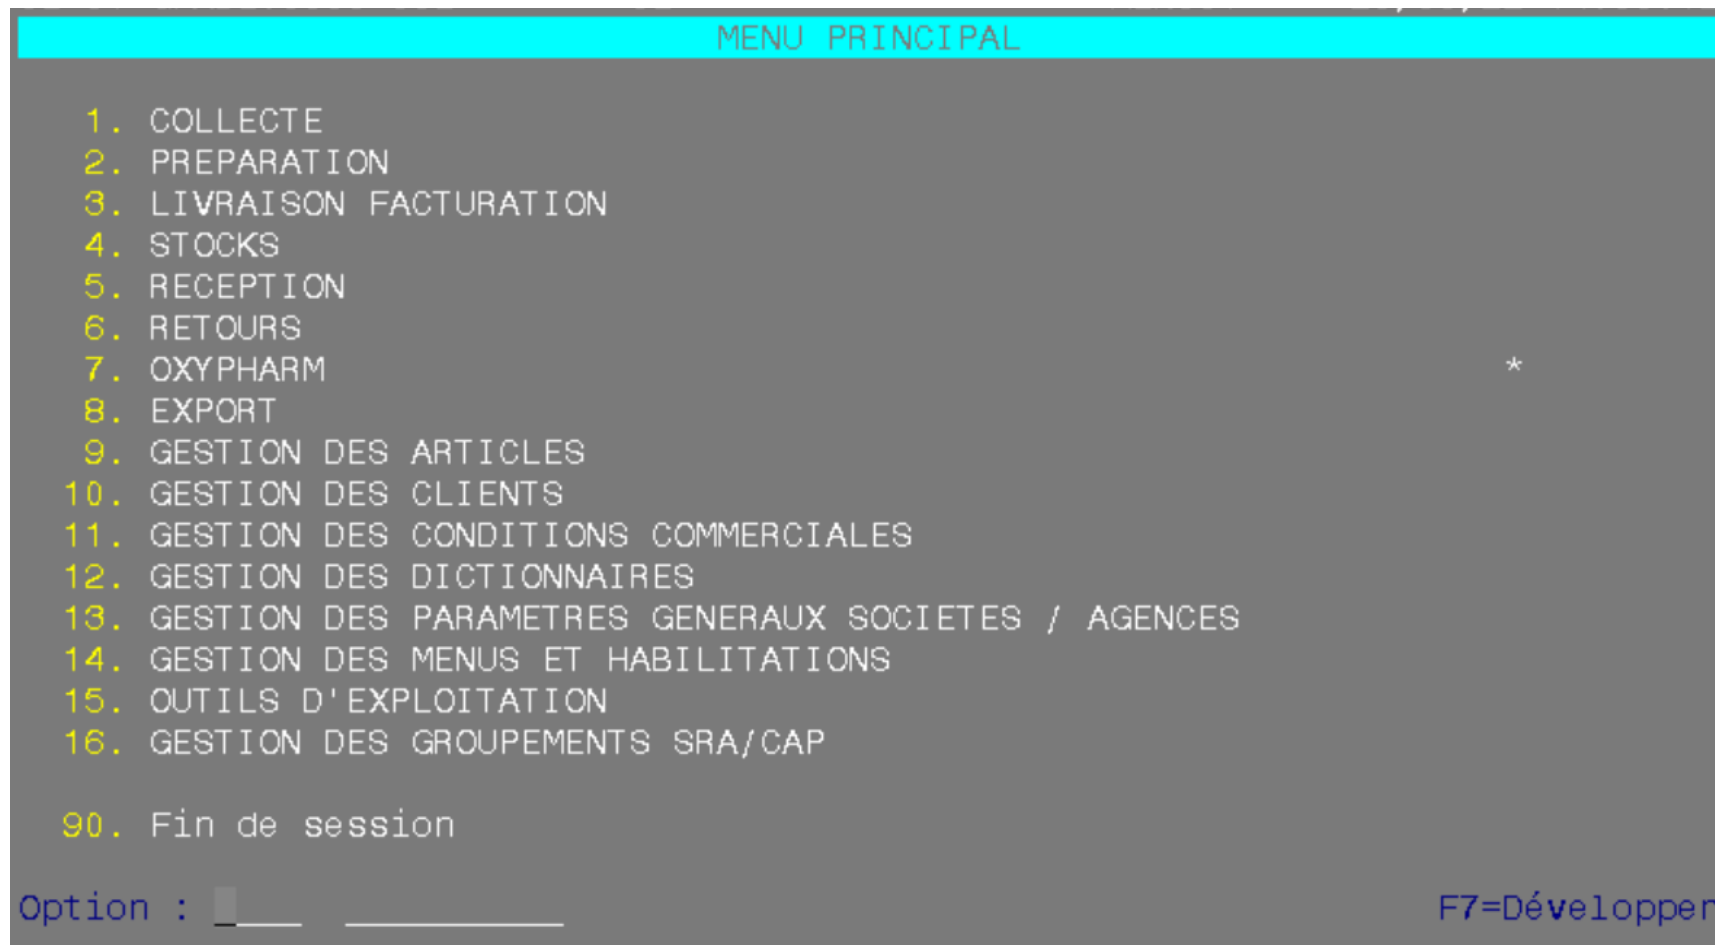 MENU PRINCIPAL
1. COLLECTE
2. PREPARATION
3. LIVRAISON FACTURATION
4. STOCKS
5. RECEPTION
6. RETOURS
7. OXYPHARM *
8. EXPORT
9. GESTION DES ARTICLES
10. GESTION DES CLIENTS
11. GESTION DES CONDITIONS COMMERCIALES
12. GESTION DES DICTIONNAIRES
13. GESTION DES PARAMETRES GENERAUX SOCIETES / AGENCES
14. GESTION DES MENUS ET HABILITATIONS
15. OUTILS D'EXPLOITATION
16. GESTION DES GROUPEMENTS SRA/CAP
90. Fin de session
Option : F7=Développer